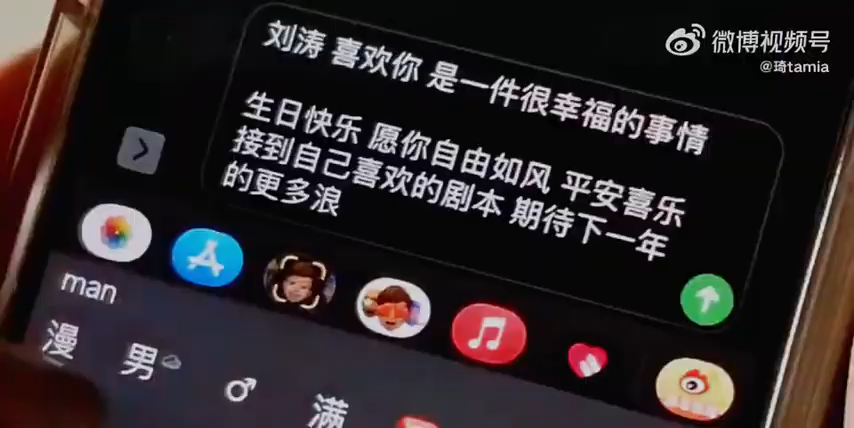 微博视频号
@琦tamia
刘涛 喜欢你 是一件很幸福的事情
生日快乐 愿你自由如风 平安喜乐
接到自己喜欢的剧本 期待下一年
的更多浪
man
漫 男 ♂ 满